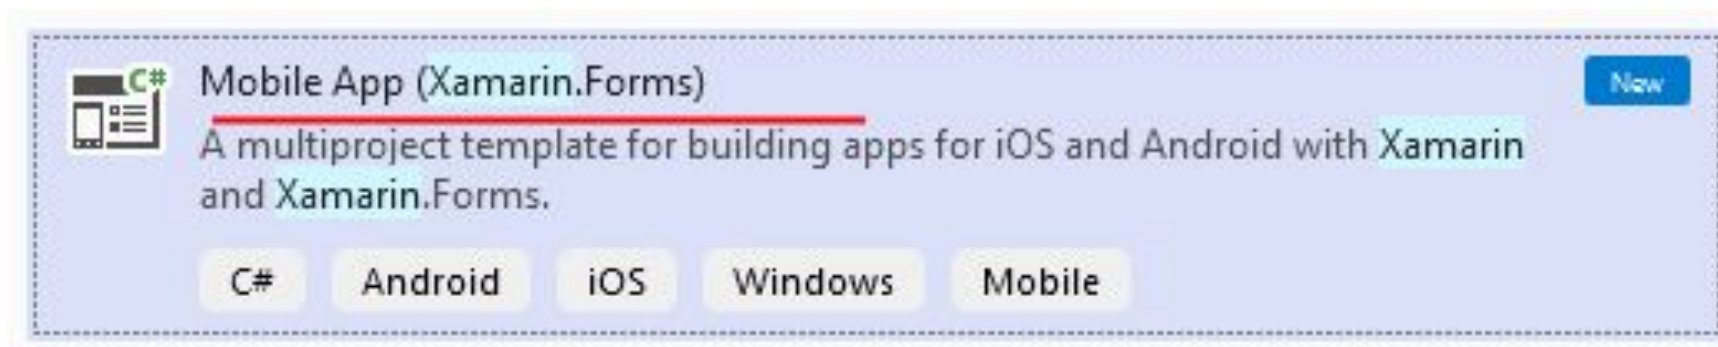 C#
Mobile App (Xamarin.Forms)
New
A multiproject template for building apps for iOS and Android with Xamarin
and Xamarin.Forms.
C#
Android
iOS
Windows
Mobile